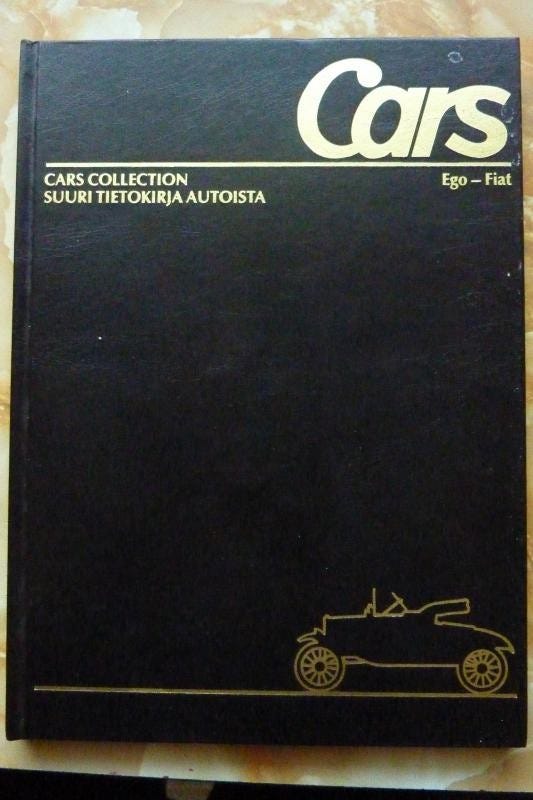 Cars
CARS COLLECTION
SUURI TIETOKIRJA AUTOISTA
Ego – Fiat